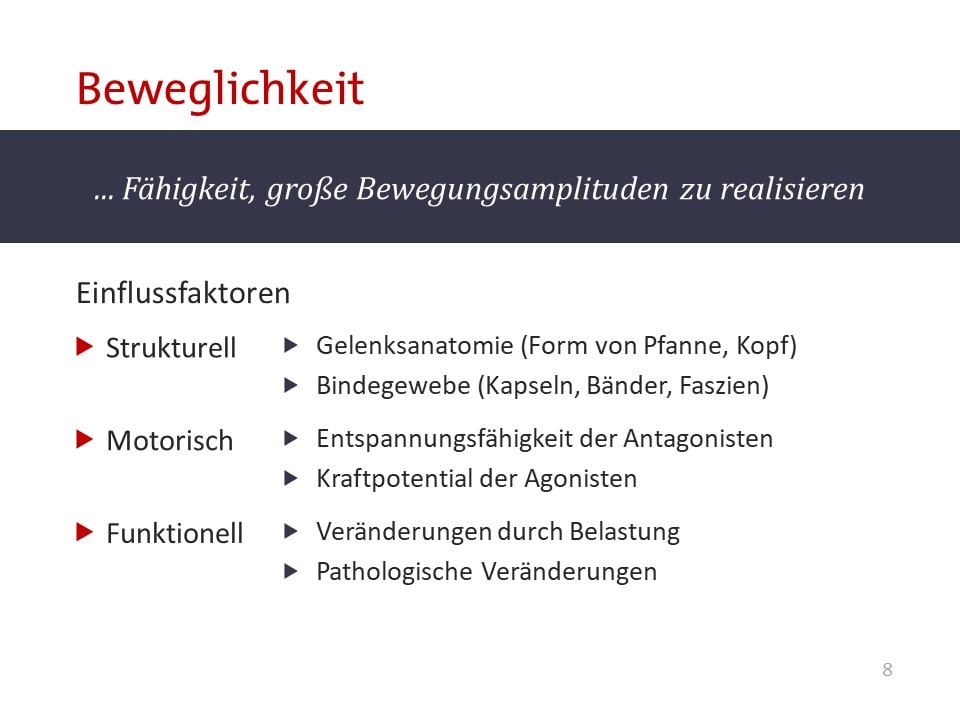 Beweglichkeit
... Fähigkeit, große Bewegungsamplituden zu realisieren
Einflussfaktoren
Strukturell
Gelenksanatomie (Form von Pfanne, Kopf)
Bindegewebe (Kapseln, Bänder, Faszien)
Motorisch
Entspannungsfähigkeit der Antagonisten
Kraftpotential der Agonisten
Funktionell
Veränderungen durch Belastung
Pathologische Veränderungen
8